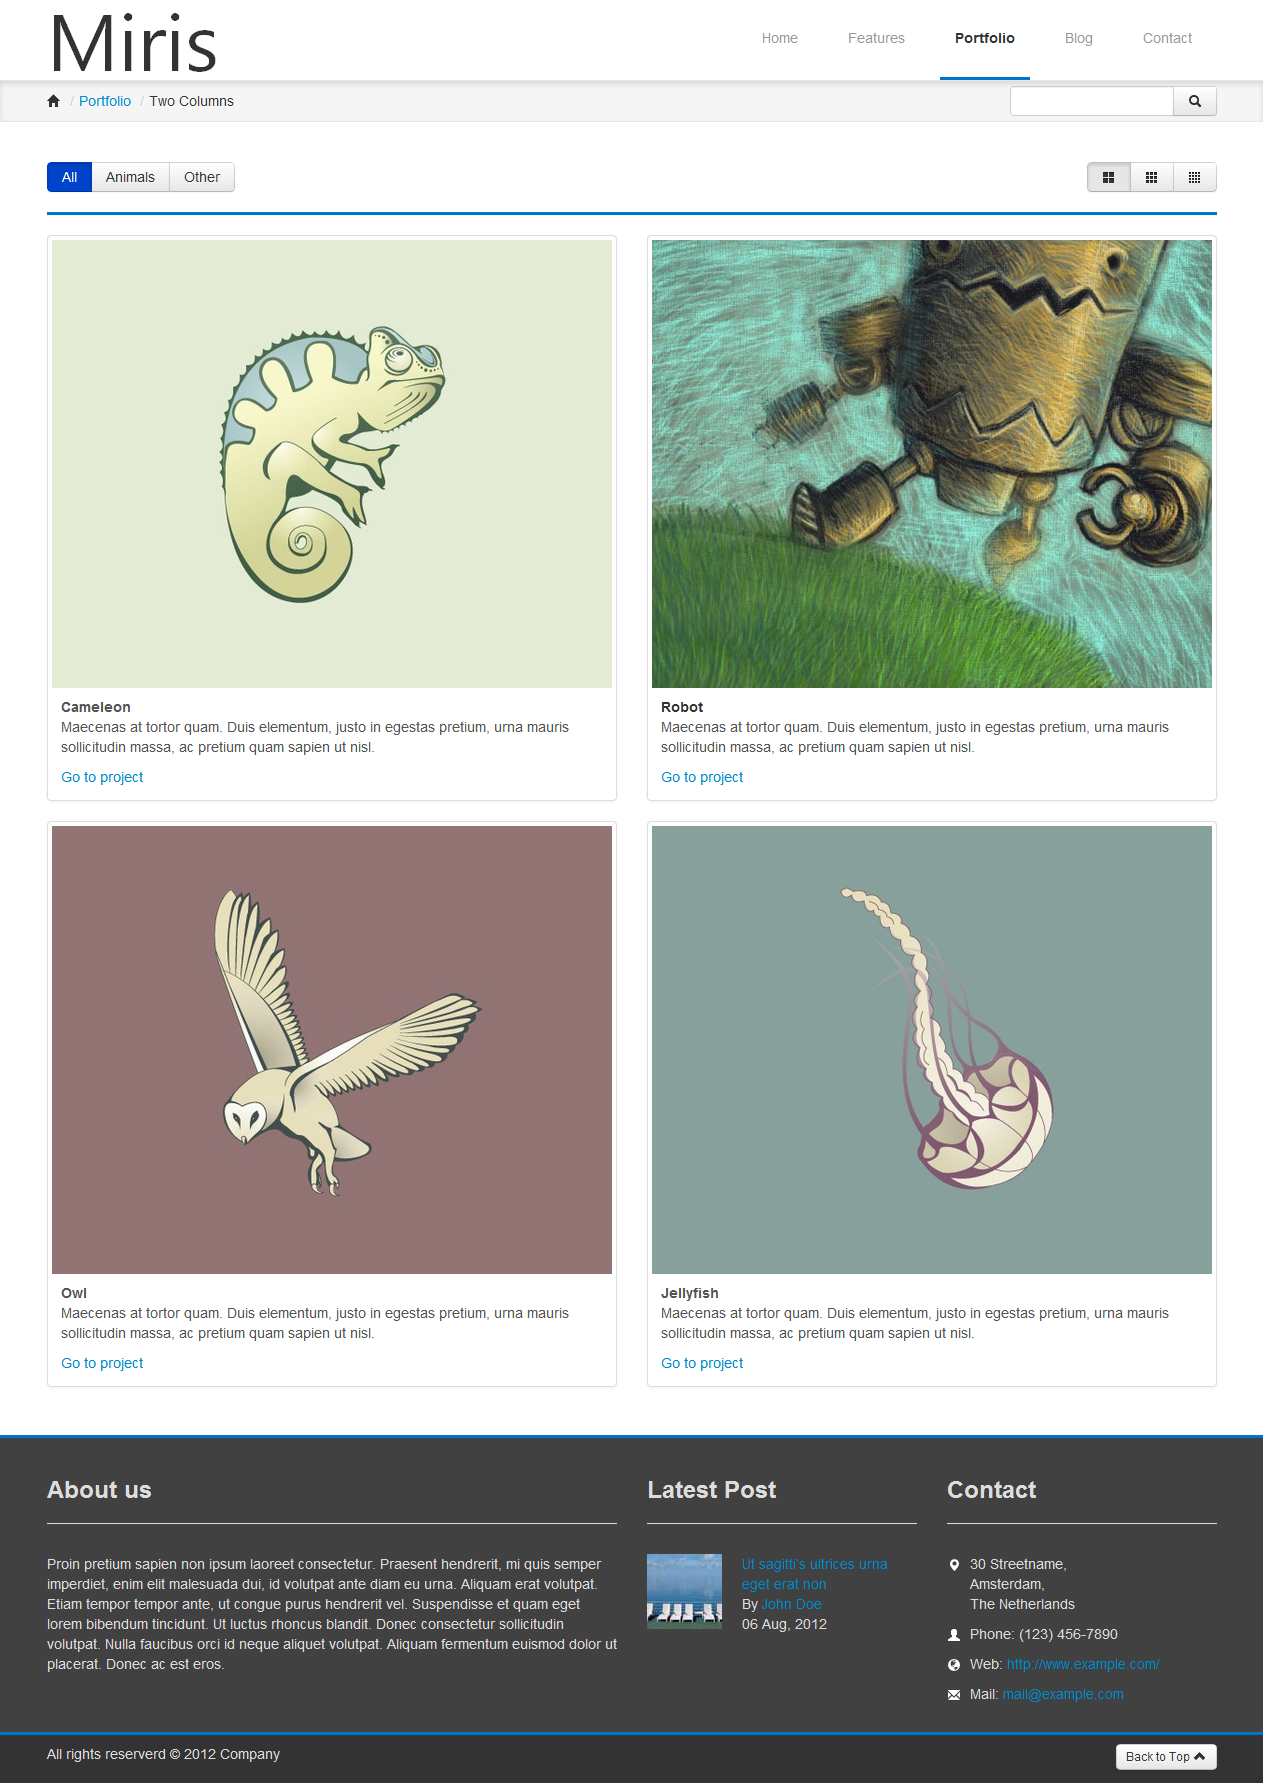 Miris
Home Features Portfolio Blog Contact
/ Portfolio / Two Columns
All Animals Other
Cameleon
Maecenas at tortor quam. Duis elementum, justo in egestas pretium, urna mauris
sollicitudin massa, ac pretium quam sapien ut nisl.
Go to project
Robot
Maecenas at tortor quam. Duis elementum, justo in egestas pretium, urna mauris
sollicitudin massa, ac pretium quam sapien ut nisl.
Go to project
Owl
Maecenas at tortor quam. Duis elementum, justo in egestas pretium, urna mauris
sollicitudin massa, ac pretium quam sapien ut nisl.
Go to project
Jellyfish
Maecenas at tortor quam. Duis elementum, justo in egestas pretium, urna mauris
sollicitudin massa, ac pretium quam sapien ut nisl.
Go to project
About us
Proin pretium sapien non ipsum laoreet consectetur. Praesent hendrerit, mi quis semper
imperdiet, enim elit malesuada dui, id volutpat ante diam eu urna. Aliquam erat volutpat.
Etiam tempor tempor ante, ut congue purus hendrerit vel. Suspendisse et quam eget
lorem bibendum tincidunt. Ut luctus rhoncus blandit. Donec consectetur sollicitudin
volutpat. Nulla faucibus orci id neque aliquet volutpat. Aliquam fermentum euismod dolor ut
placerat. Donec ac est eros.
Latest Post
Ut sagitti's ultrices urna
eget erat non
By John Doe
06 Aug, 2012
Contact
30 Streetname,
Amsterdam,
The Netherlands
Phone: (123) 456-7890
Web: http://www.example.com/
Mail: mail@example.com
All rights reserverd © 2012 Company
Back to Top